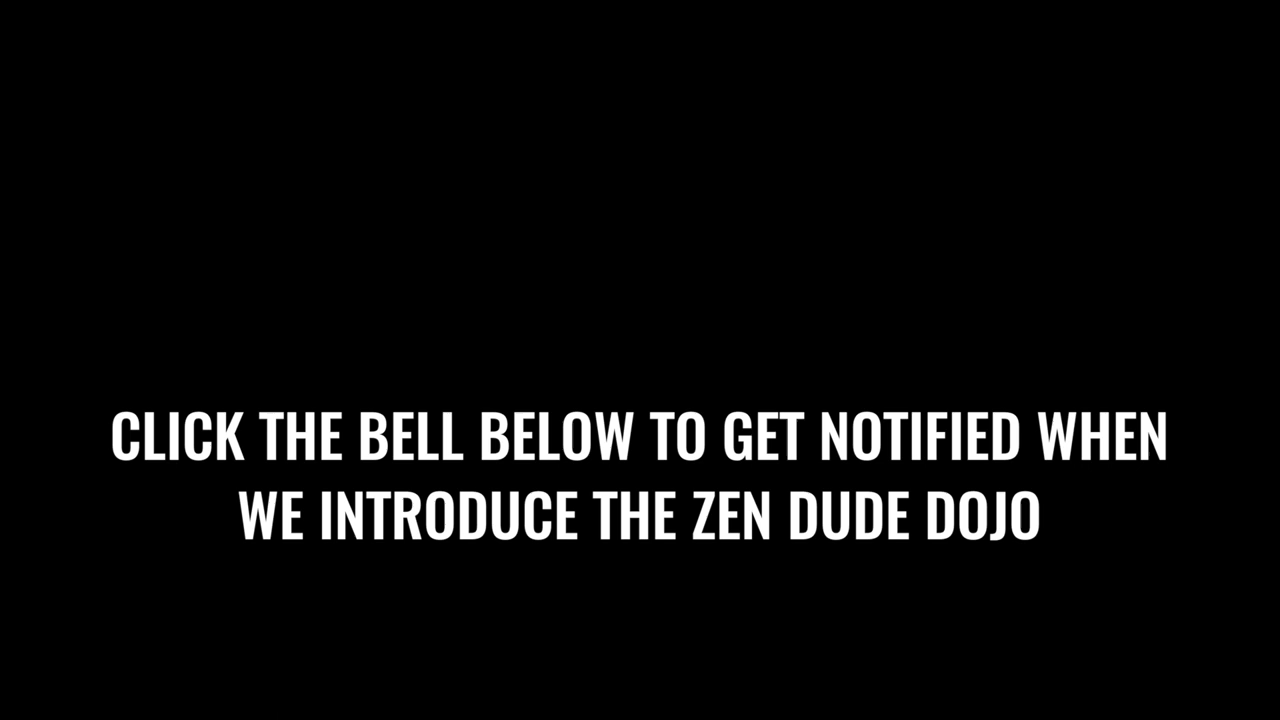 CLICK THE BELL BELOW TO GET NOTIFIED WHEN
WE INTRODUCE THE ZEN DUDE DOJO